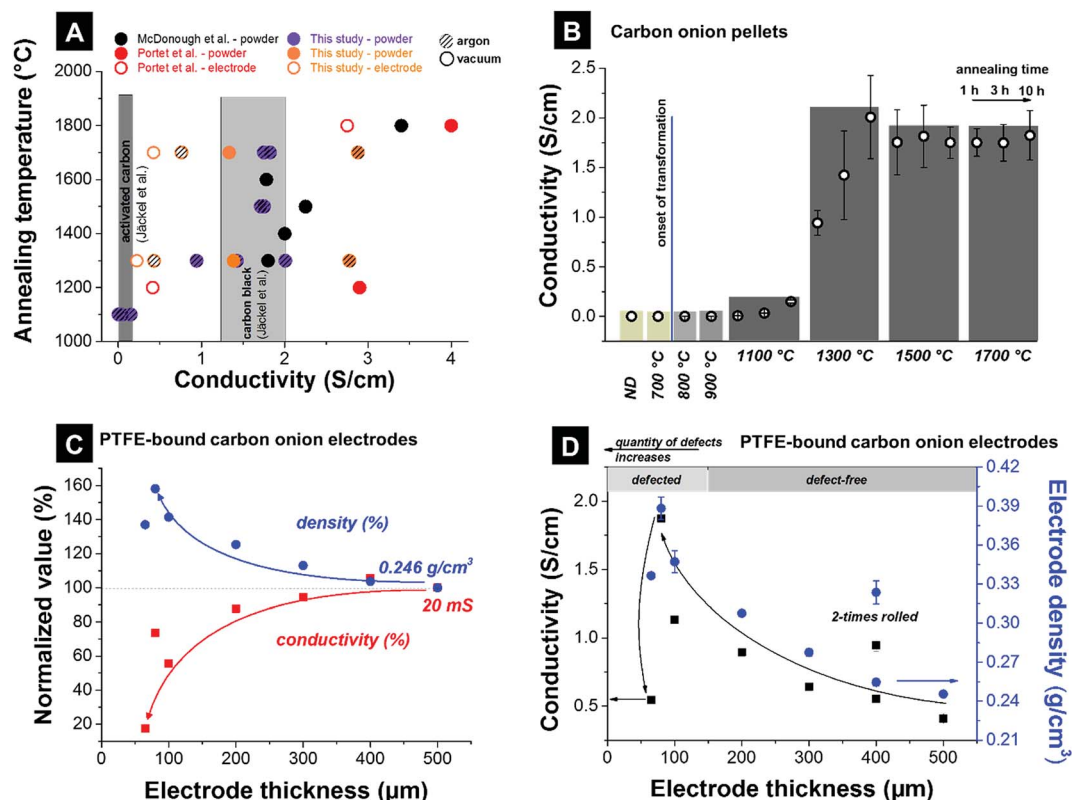 A
McDonough et al. - powder
Portet et al. - powder
Portet et al. - electrode
This study - powder
This study - powder
This study - electrode
argon
vacuum
Annealing temperature (°C)
2000
1800
1600
1400
1200
1000
activated carbon
(Jäckel et al.)
carbon black
(Jäckel et al.)
0 1 2 3 4
Conductivity (S/cm)
B Carbon onion pellets
Conductivity (S/cm)
2.5
2.0
1.5
1.0
0.5
0.0
onset of transformation
annealing time
1 h 3 h 10 h
ND
700 °C
800 °C
900 °C
1100 °C
1300 °C
1500 °C
1700 °C
C PTFE-bound carbon onion electrodes
Normalized value (%)
160
140
120
100
80
60
40
20
density (%)
0.246 g/cm³
20 mS
conductivity (%)
0 100 200 300 400 500
Electrode thickness (µm)
D
quantity of defects
increases
PTFE-bound carbon onion electrodes
defected
defect-free
Conductivity (S/cm)
2.0
1.5
1.0
0.5
2-times rolled
0.42
0.39
0.36
0.33
0.30
0.27
0.24
0.21
Electrode density (g/cm³)
0 100 200 300 400 500
Electrode thickness (µm)